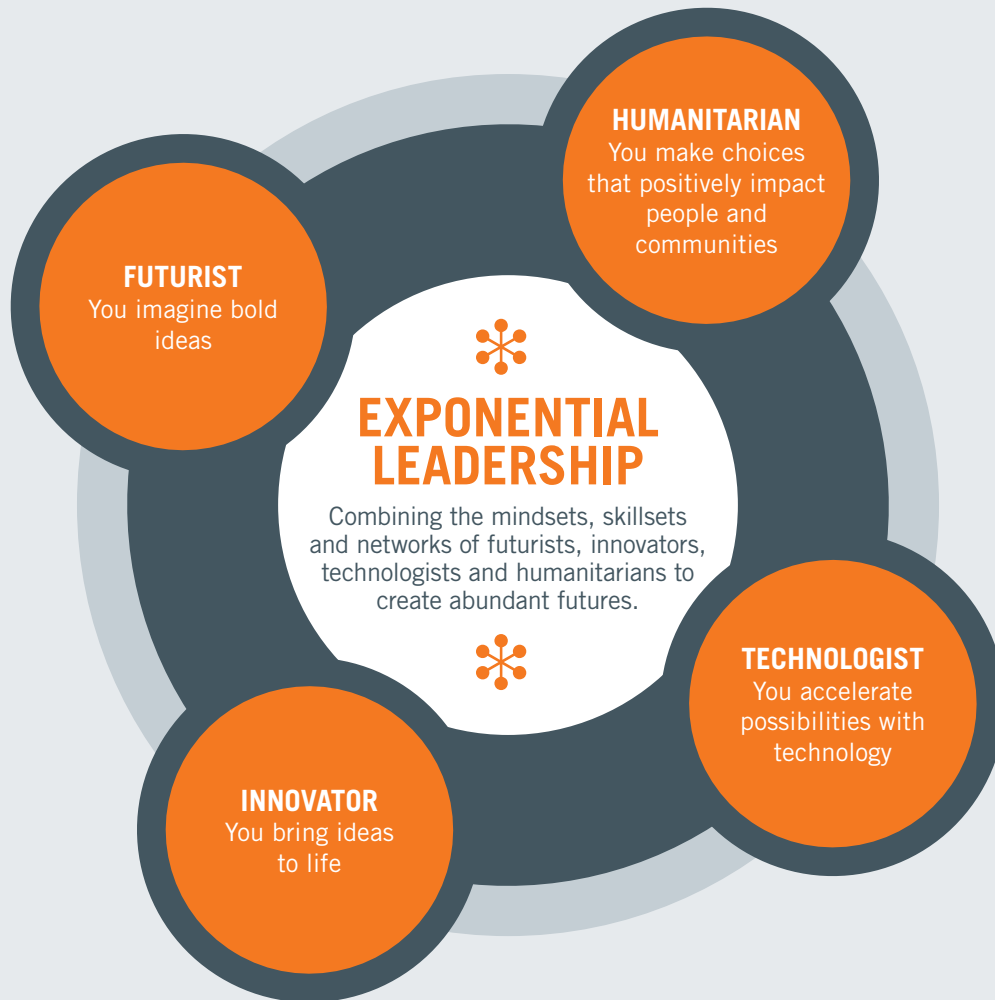 HUMANITARIAN
You make choices
that positively impact
people and
communities
FUTURIST
You imagine bold
ideas
EXPONENTIAL
LEADERSHIP
Combining the mindsets, skillsets
and networks of futurists, innovators,
technologists and humanitarians to
create abundant futures.
TECHNOLOGIST
You accelerate
possibilities with
technology
INNOVATOR
You bring ideas
to life